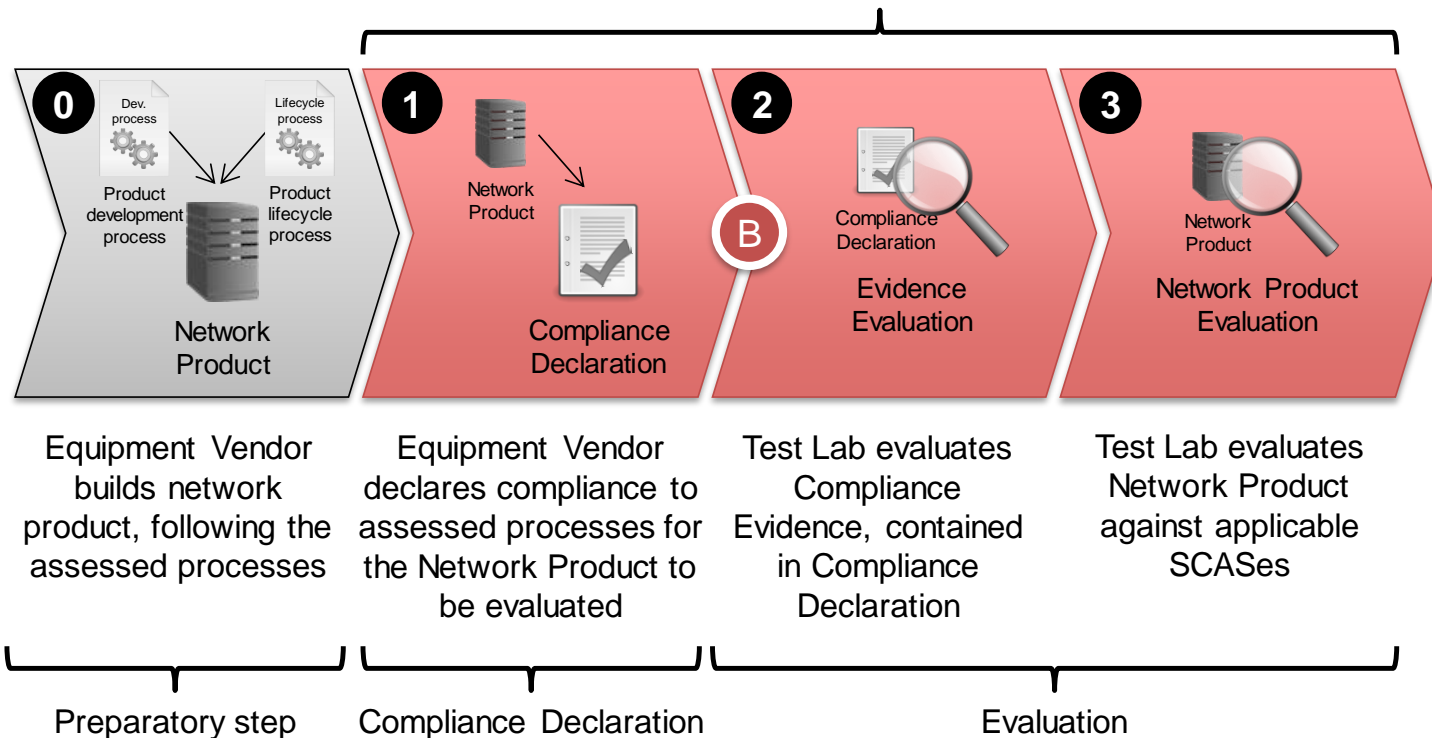 0
Dev.
process
Lifecycle
process
Product
development
process
Product
lifecycle
process
Network
Product
1
Network
Product
Compliance
Declaration
B
2
Compliance
Declaration
Evidence
Evaluation
3
Network
Product
Network Product
Evaluation
Equipment Vendor
builds network
product, following the
assessed processes
Equipment Vendor
declares compliance to
assessed processes for
the Network Product to
be evaluated
Test Lab evaluates
Compliance
Evidence, contained
in Compliance
Declaration
Test Lab evaluates
Network Product
against applicable
SCASes
Preparatory step
Compliance Declaration
Evaluation